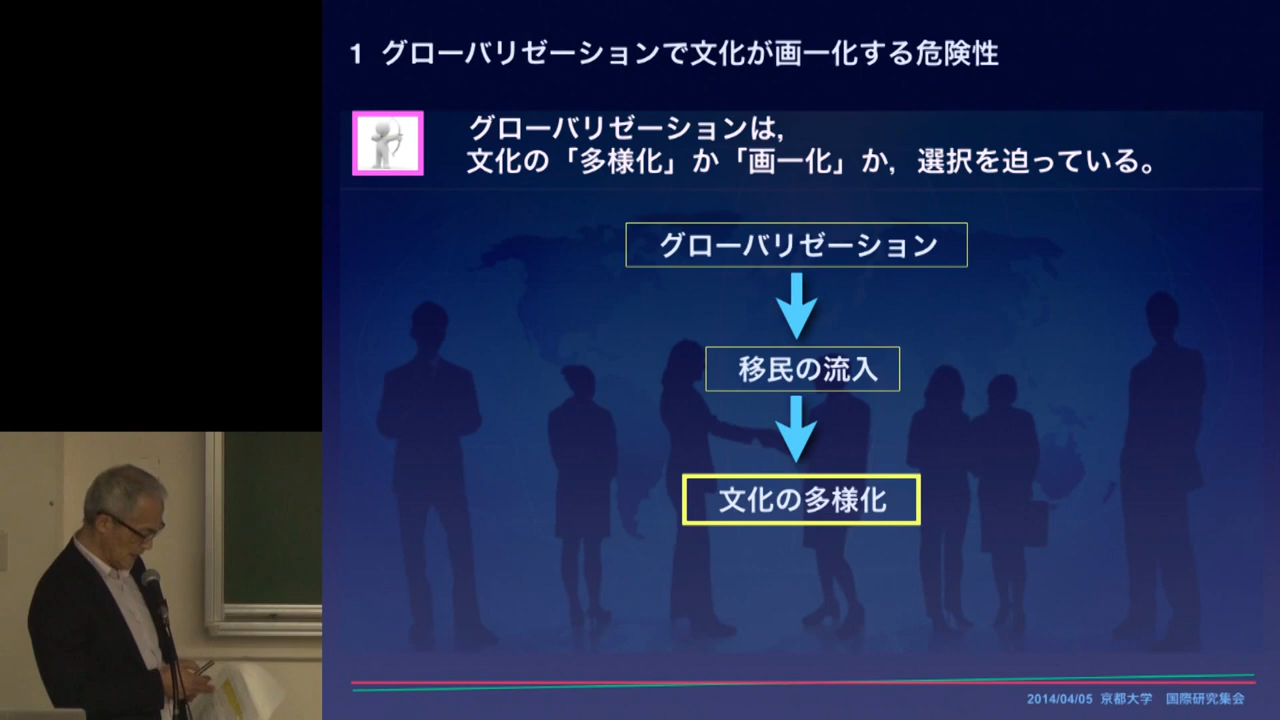 1 グローバリゼーションで文化が画一化する危険性
グローバリゼーションは,
文化の「多様化」か「画一化」か, 選択を迫っている。
グローバリゼーション
移民の流入
文化の多様化
2014/04/05 京都大学 国際研究集会